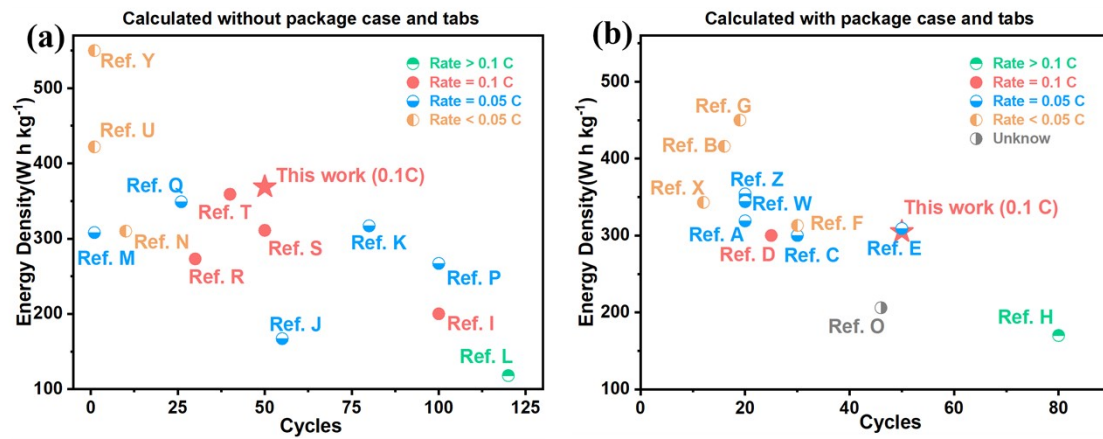 Calculated without package case and tabs
(a)
Energy Density(W h kg-1)
500
400
300
200
100
0
25
50
75
100
125
Cycles
Rate > 0.1 C
Rate = 0.1 C
Rate = 0.05 C
Rate < 0.05 C
Ref. Y
Ref. U
Ref. Q
This work (0.1C)
Ref. T
Ref. N
Ref. M
Ref. S
Ref. K
Ref. R
Ref. P
Ref. J
Ref. I
Ref. L
Calculated with package case and tabs
(b)
Energy Density(W h kg-1)
500
400
300
200
100
0
20
40
60
80
Cycles
Rate > 0.1 C
Rate = 0.1 C
Rate = 0.05 C
Rate < 0.05 C
Unknow
Ref. G
Ref. B
Ref. X
Ref. Z
Ref. W
Ref. A
Ref. F
This work (0.1 C)
Ref. D
Ref. C
Ref. E
Ref. O
Ref. H